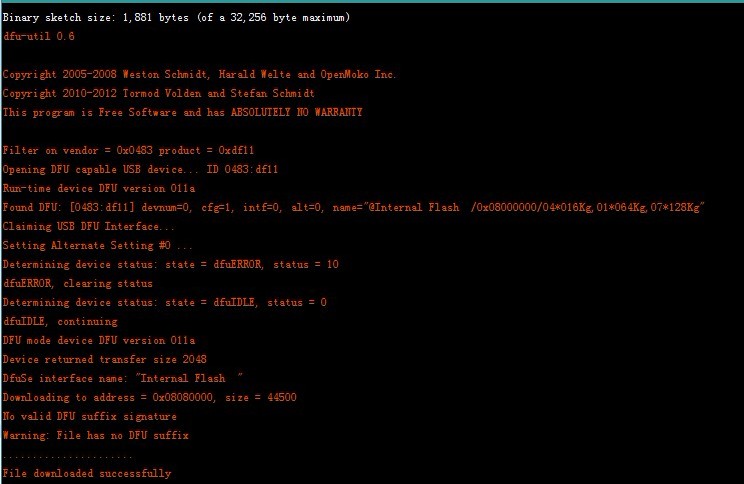 Binary sketch size: 1,881 bytes (of a 32,256 byte maximum)
dfu-util 0.6
Copyright 2005-2008 Weston Schmidt, Harald Welte and OpenMoko Inc.
Copyright 2010-2012 Tormod Volden and Stefan Schmidt
This program is Free Software and has ABSOLUTELY NO WARRANTY
Filter on vendor = 0x0483 product = 0xdf11
Opening DFU capable USB device... ID 0483:df11
Run-time device DFU version 011a
Found DFU: [0483:df11] devnum=0, cfg=1, intf=0, alt=0, name="@Internal Flash  /0x08000000/04*016Kg,01*064Kg,07*128Kg"
Claiming USB DFU Interface...
Setting Alternate Setting #0 ...
Determining device status: state = dfuERROR, status = 10
dfuERROR, clearing status
Determining device status: state = dfuIDLE, status = 0
dfuIDLE, continuing
DFU mode device DFU version 011a
Device returned transfer size 2048
DfuSe interface name: "Internal Flash  "
Downloading to address = 0x08080000, size = 44500
No valid DFU suffix signature
Warning: File has no DFU suffix
......................
File downloaded successfully